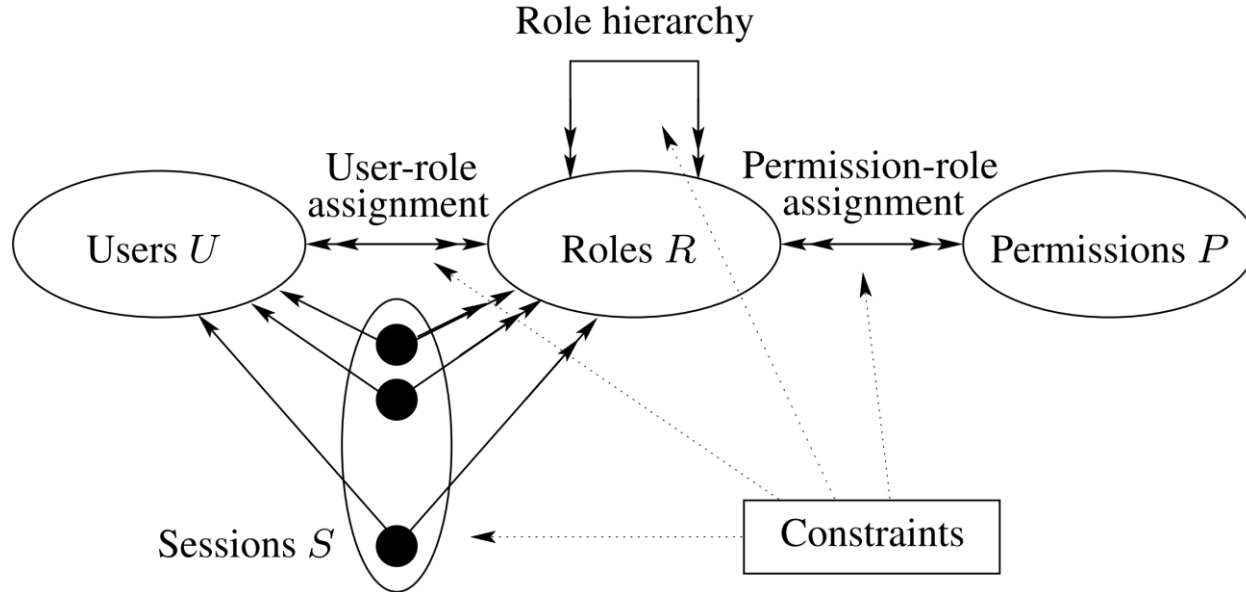 Role hierarchy
User-role
assignment
Permission-role
assignment
Users U
Roles R
Permissions P
Sessions S
Constraints